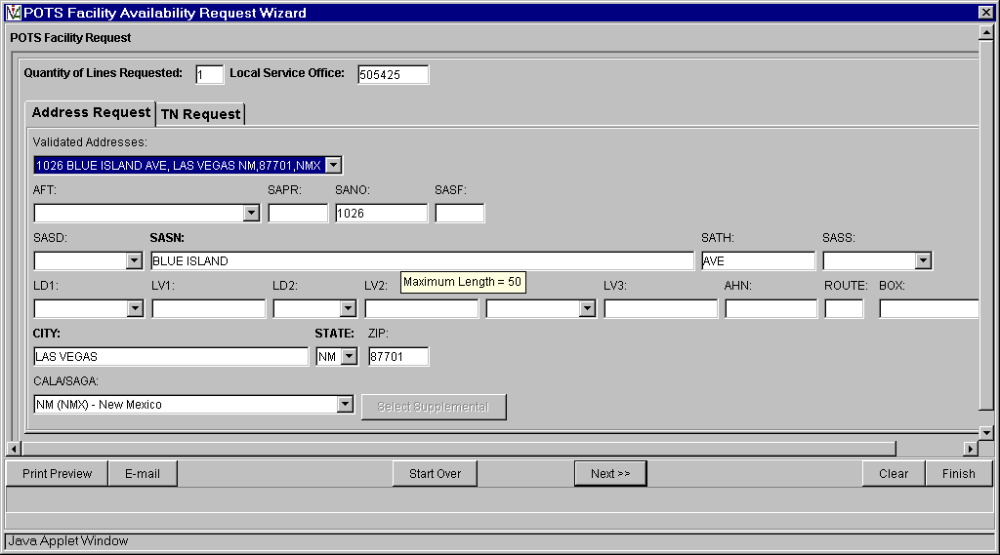 POTS Facility Availability Request Wizard
POTS Facility Request
Quantity of Lines Requested: 1 Local Service Office: 505425
Address Request TN Request
Validated Addresses:
1026 BLUE ISLAND AVE, LAS VEGAS NM,87701,NMX
AFT: SAPR: SANO: SASF:
1026
SASD: SASN: SATH: SASS:
BLUE ISLAND AVE
Maximum Length = 50
LD1: LV1: LD2: LV2: LV3: AHN: ROUTE: BOX:
CITY: STATE: ZIP:
LAS VEGAS NM 87701
CALA/SAGA:
NM (NMX) - New Mexico Select Supplemental
Print Preview E-mail Start Over Next >> Clear Finish
Java Applet Window